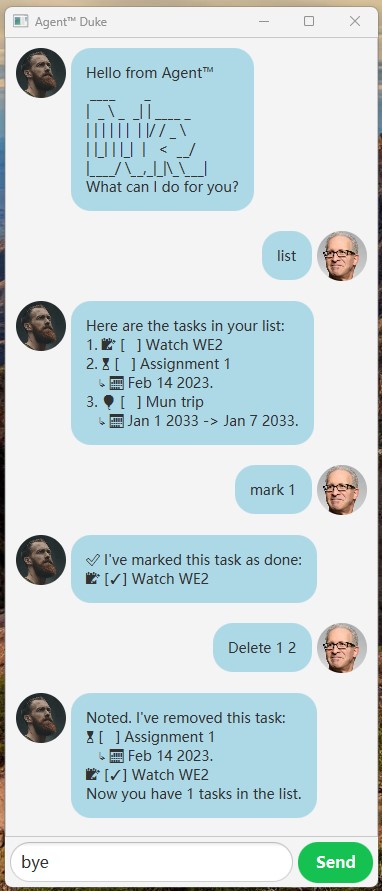 Agent™ Duke
Hello from Agent™
 ____        _
|  _ \ _  _| | ____ _
| | | | | |  | |/ / _ \
| |_| | |_|  |   <  __/
|____/ \__,_|_|\_\___|
What can I do for you?
list
Here are the tasks in your list:
1. 📝 [ ] Watch WE2
2. ⌛ [ ] Assignment 1
↳ 📅 Feb 14 2023.
3. 🎈 [ ] Mun trip
↳ 📅 Jan 1 2033 -> Jan 7 2033.
mark 1
✅ I've marked this task as done:
📝 [✓] Watch WE2
Delete 1 2
Noted. I've removed this task:
⌛ [ ] Assignment 1
↳ 📅 Feb 14 2023.
📝 [✓] Watch WE2
Now you have 1 tasks in the list.
bye
Send